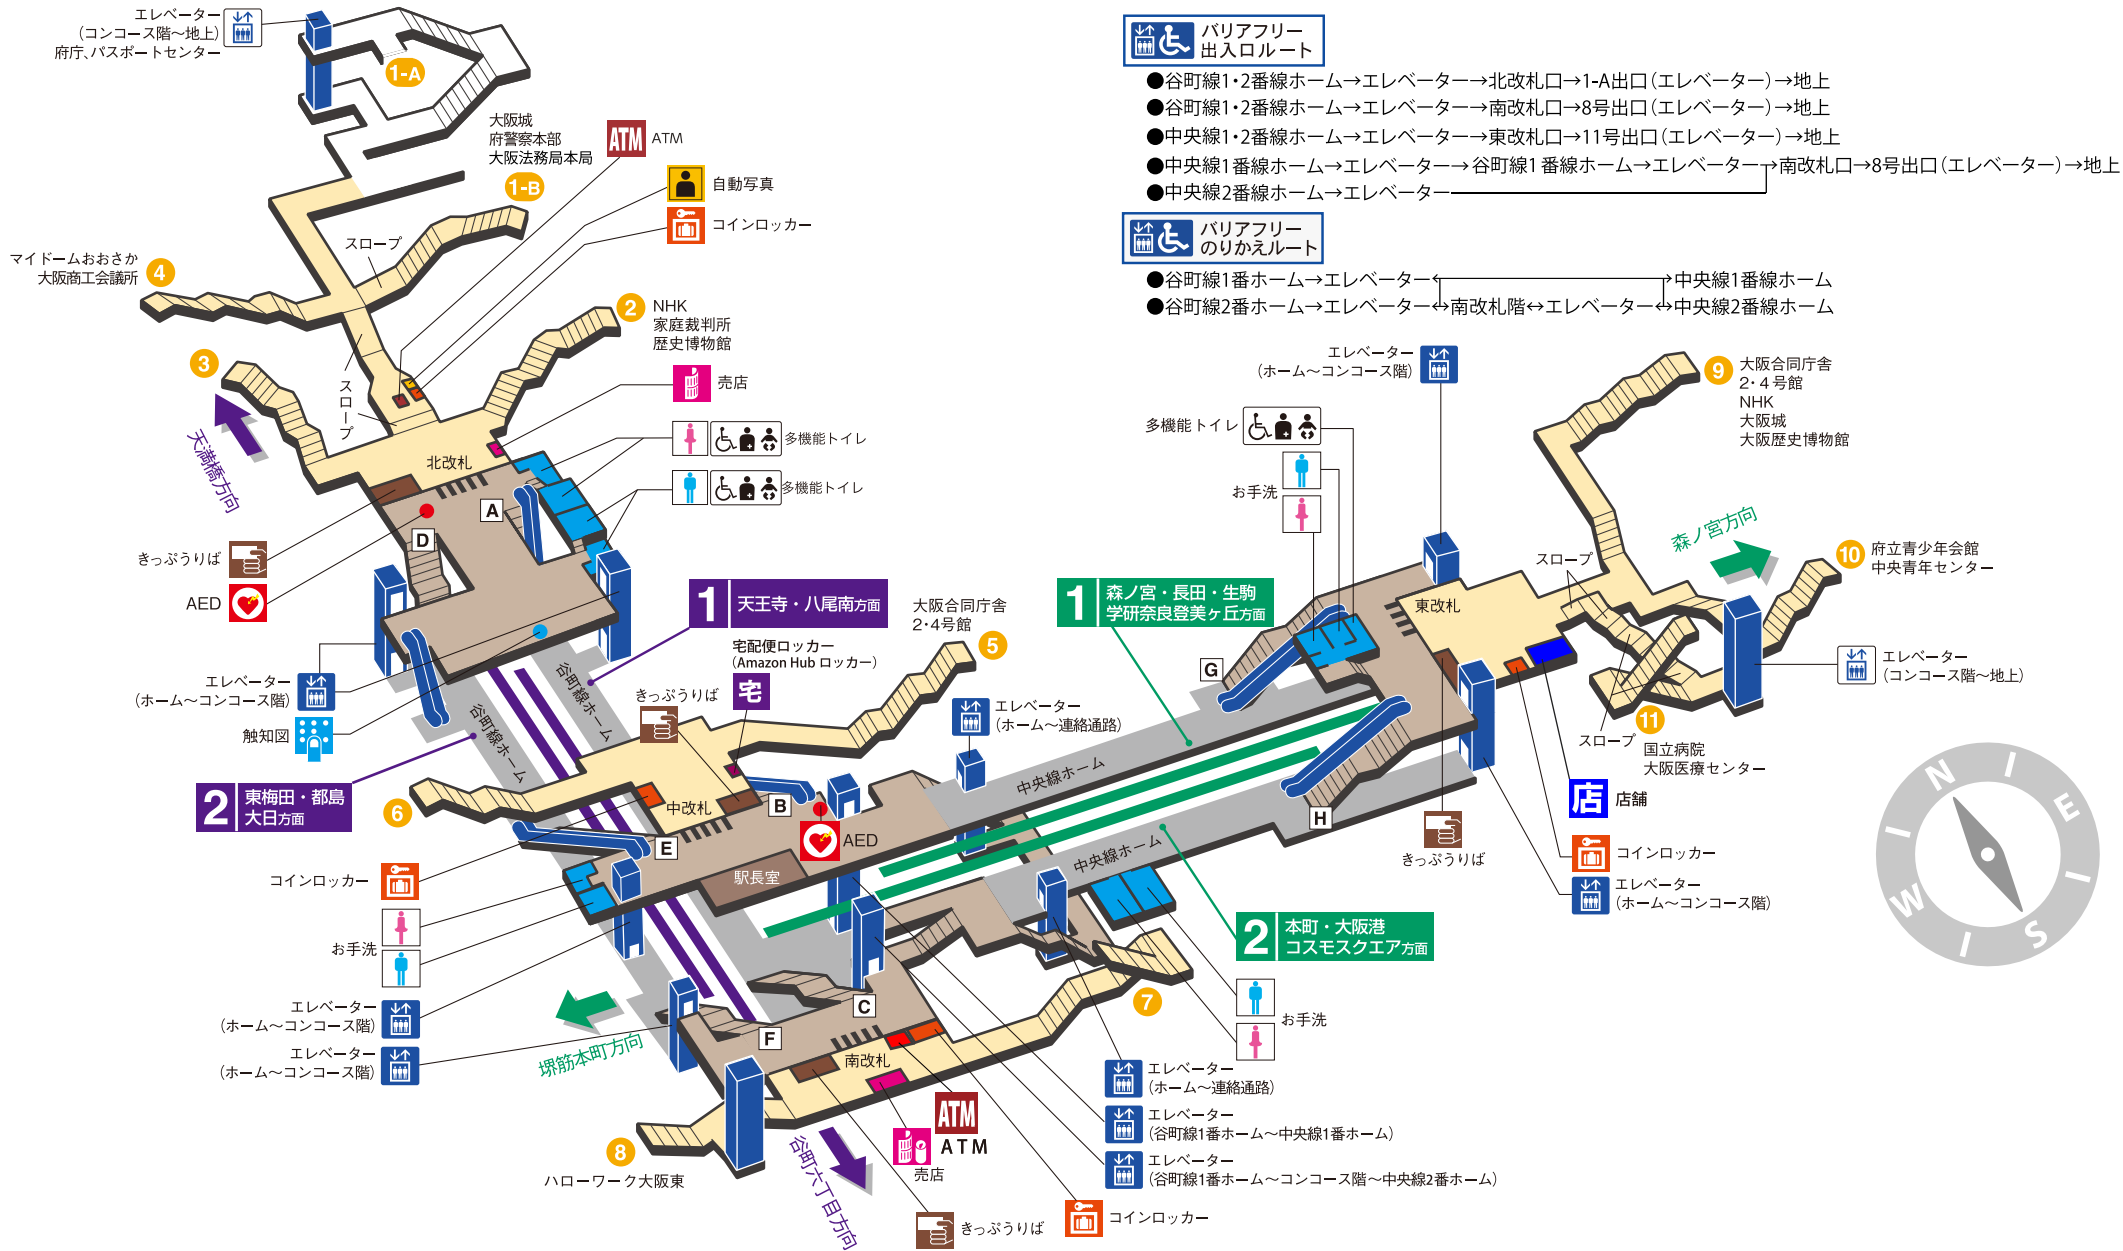 エレベーター
(コンコース階〜地上)
府庁、パスポートセンター
1-A
大阪城
府警察本部
大阪法務局本局
1-B
ATM
ATM
自動写真
コインロッカー
スロープ
マイドームおおさか
大阪商工会議所
4
2
NHK
家庭裁判所
歴史博物館
3
スロープ
売店
天満橋方向
北改札
多機能トイレ
多機能トイレ
A
D
きっぷうりば
AED
エレベーター
(ホーム〜コンコース階)
触知図
1
天王寺・八尾南方面
谷町線ホーム
谷町線ホーム
2
東梅田・都島
大日方面
大阪合同庁舎
2・4号館
5
宅配便ロッカー
(Amazon Hub ロッカー)
宅
きっぷうりば
エレベーター
(ホーム〜連絡通路)
6
中改札
B
E
AED
駅長室
コインロッカー
お手洗
エレベーター
(ホーム〜コンコース階)
エレベーター
(ホーム〜コンコース階)
堺筋本町方向
C
F
南改札
8
ハローワーク大阪東
谷町六丁目方向
ATM
ATM
売店
きっぷうりば
コインロッカー
バリアフリー
出入口ルート
●谷町線1・2番線ホーム→エレベーター→北改札口→1-A出口(エレベーター)→地上
●谷町線1・2番線ホーム→エレベーター→南改札口→8号出口(エレベーター)→地上
●中央線1・2番線ホーム→エレベーター→東改札口→11号出口(エレベーター)→地上
●中央線1番線ホーム→エレベーター→谷町線1番線ホーム→エレベーター→南改札口→8号出口(エレベーター)→地上
●中央線2番線ホーム→エレベーター
バリアフリー
のりかえルート
●谷町線1番ホーム→エレベーター←→中央線1番線ホーム
●谷町線2番ホーム→エレベーター↔南改札階↔エレベーター↔中央線2番線ホーム
エレベーター
(ホーム〜コンコース階)
多機能トイレ
お手洗
9
大阪合同庁舎
2・4号館
NHK
大阪城
大阪歴史博物館
森ノ宮方向
スロープ
10
府立青少年会館
中央青年センター
1
森ノ宮・長田・生駒
学研奈良登美ヶ丘方面
東改札
G
エレベーター
(コンコース階〜地上)
11
スロープ
国立病院
大阪医療センター
中央線ホーム
店
店舗
H
きっぷうりば
コインロッカー
エレベーター
(ホーム〜コンコース階)
中央線ホーム
2
本町・大阪港
コスモスクエア方面
7
お手洗
エレベーター
(ホーム〜連絡通路)
エレベーター
(谷町線1番ホーム〜中央線1番ホーム)
エレベーター
(谷町線1番ホーム〜コンコース階〜中央線2番ホーム)
N
E
S
W